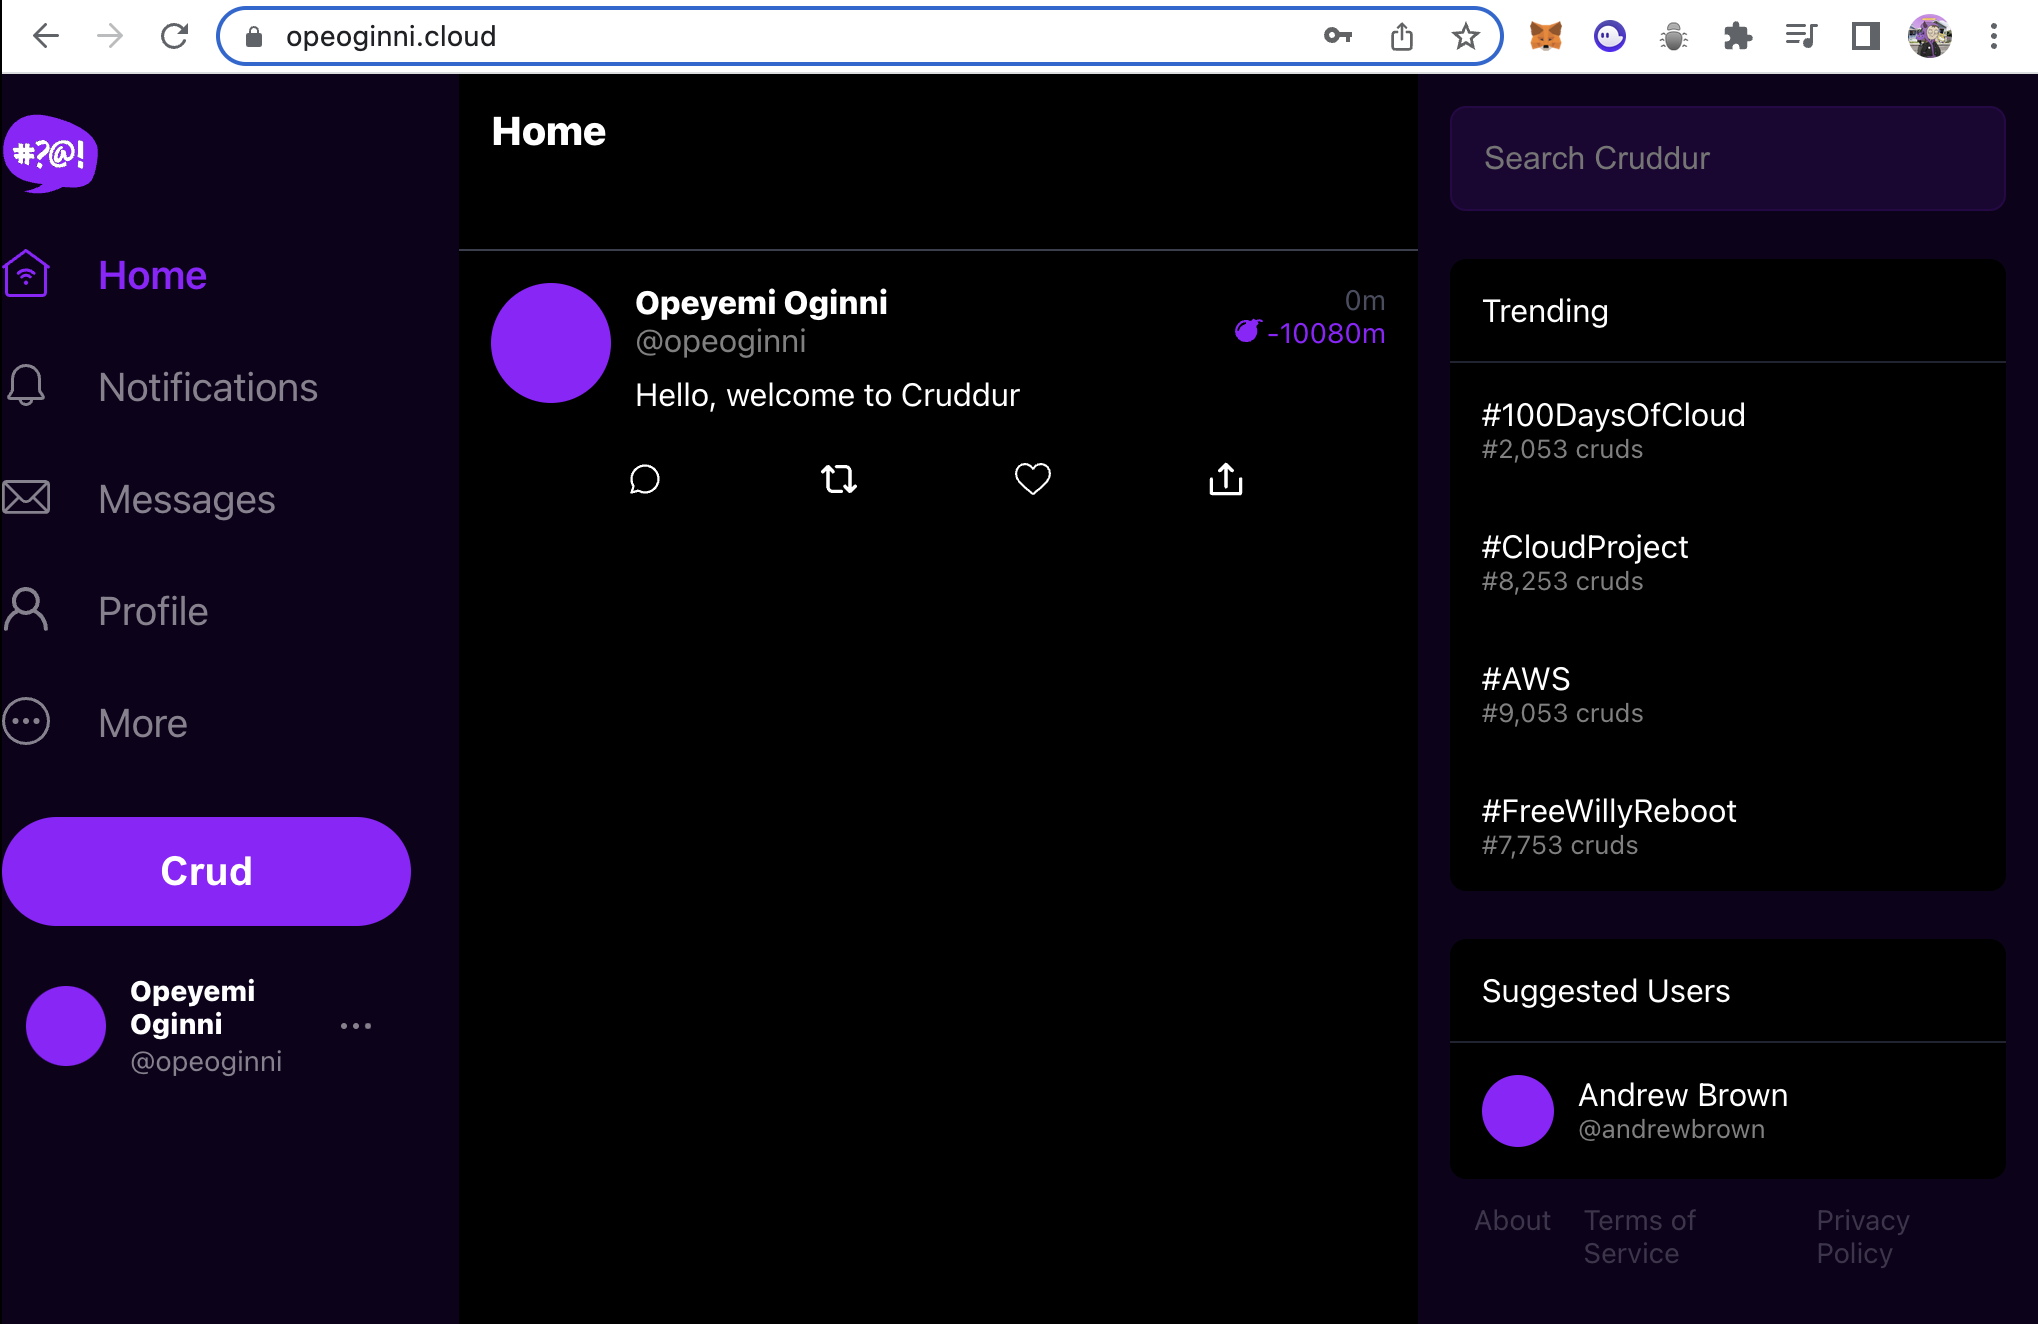 opeoginni.cloud
#?@!
Home
Notifications
Messages
Profile
More
Crud
Opeyemi
Oginni
@opeoginni
Home
Opeyemi Oginni
0m
@opeoginni
-10080m
Hello, welcome to Cruddur
Search Cruddur
Trending
#100DaysOfCloud
#2,053 cruds
#CloudProject
#8,253 cruds
#AWS
#9,053 cruds
#FreeWillyReboot
#7,753 cruds
Suggested Users
Andrew Brown
@andrewbrown
About
Terms of
Service
Privacy
Policy